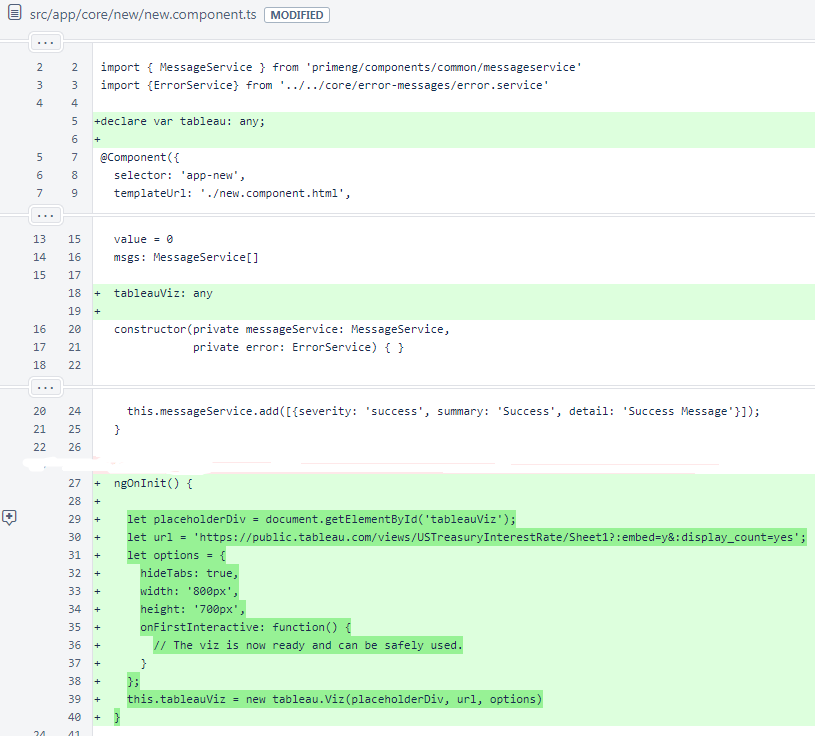 src/app/core/new/new.component.ts MODIFIED
...
2 2 import { MessageService } from 'primeng/components/common/messageservice'
3 3 import {ErrorService} from '../../core/error-messages/error.service'
4 4
5 +declare var tableau: any;
6 +
5 7 @Component({
6 8 selector: 'app-new',
7 9 templateUrl: './new.component.html',
...
13 15 value = 0
14 16 msgs: MessageService[]
15 17
18 + tableauViz: any
19 +
16 20 constructor(private messageService: MessageService,
17 21 private error: ErrorService) { }
18 22
...
20 24 this.messageService.add([{severity: 'success', summary: 'Success', detail: 'Success Message'}]);
21 25 }
22 26
27 + ngOnInit() {
28 +
29 + let placeholderDiv = document.getElementById('tableauViz');
30 + let url = 'https://public.tableau.com/views/USTreasuryInterestRate/Sheet1?:embed=y&:display_count=yes';
31 + let options = {
32 + hideTabs: true,
33 + width: '800px',
34 + height: '700px',
35 + onFirstInteractive: function() {
36 + // The viz is now ready and can be safely used.
37 + }
38 + };
39 + this.tableauViz = new tableau.Viz(placeholderDiv, url, options)
40 + }
24 41